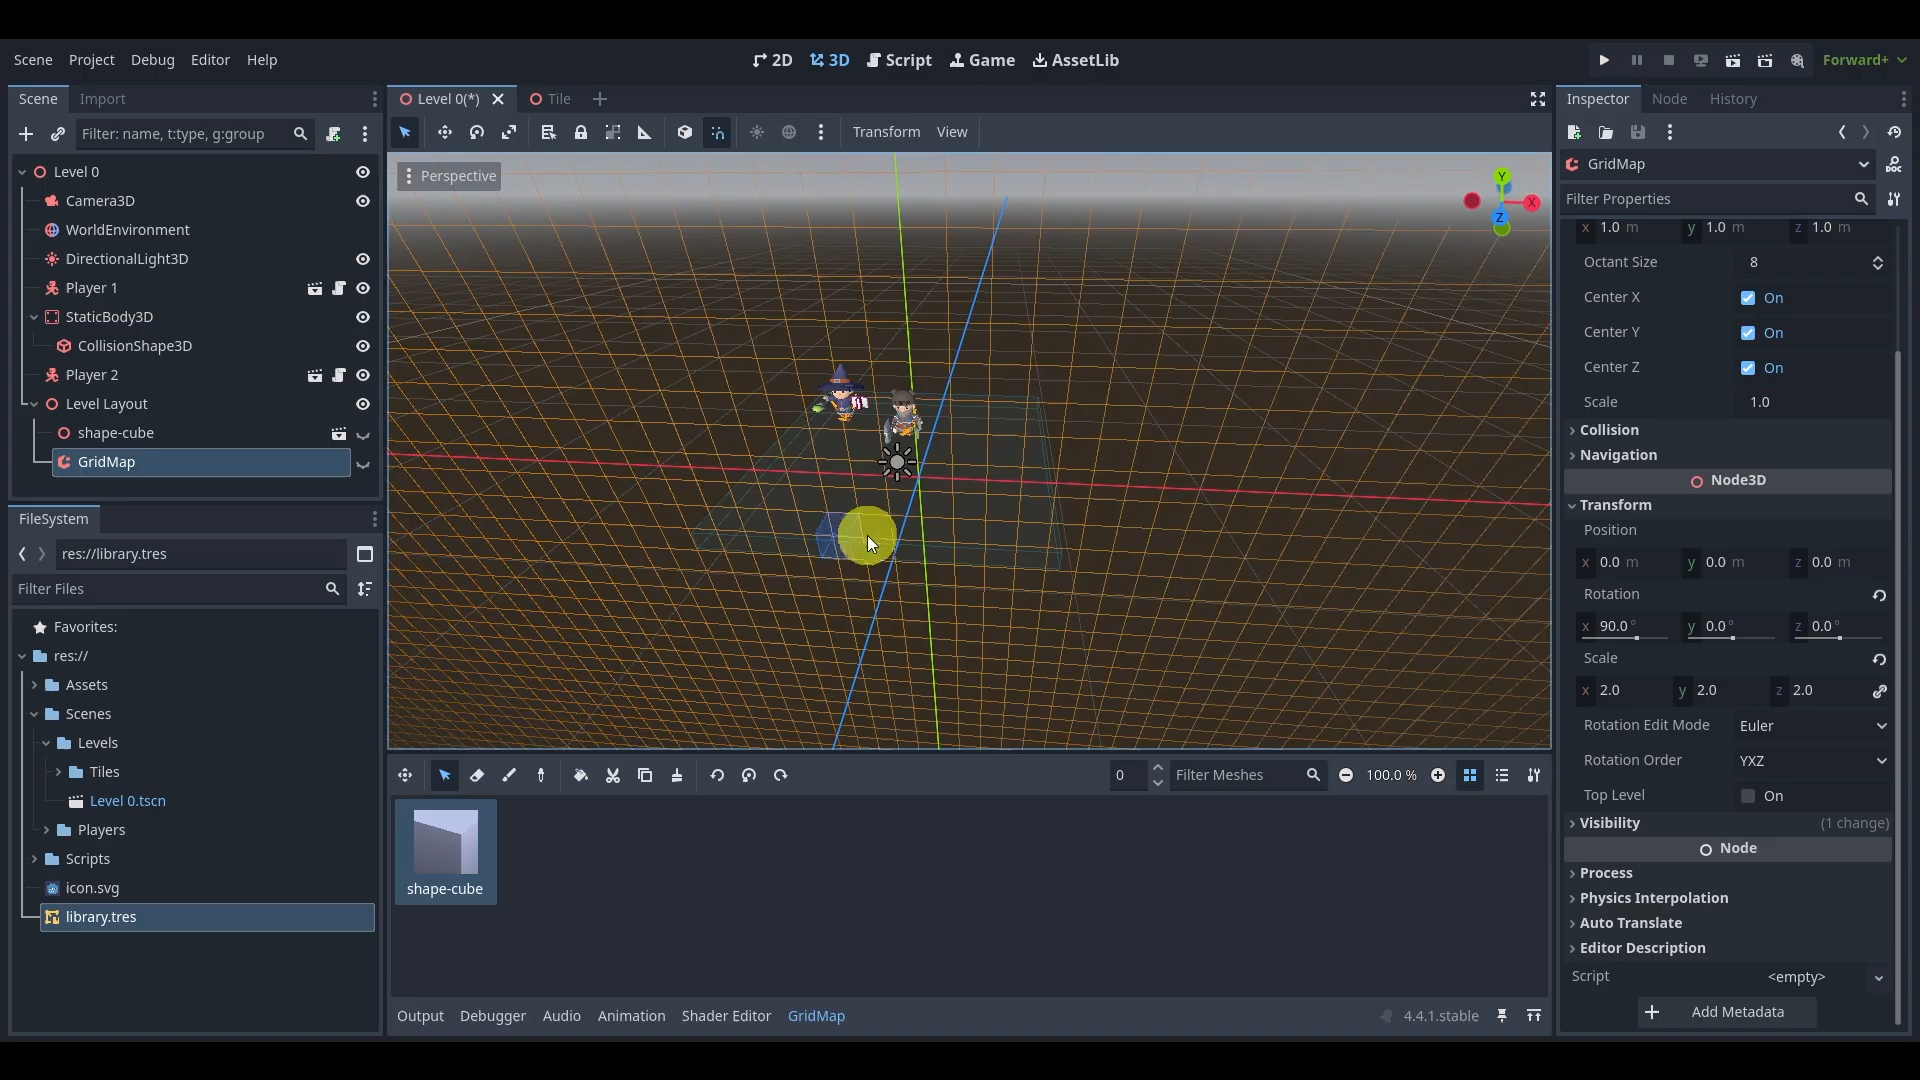 Scene Project Debug Editor Help
2D 3D Script Game AssetLib
Forward+
Scene Import
Filter: name, t:type, g:group
Level 0
Camera3D
WorldEnvironment
DirectionalLight3D
Player 1
StaticBody3D
CollisionShape3D
Player 2
Level Layout
shape-cube
GridMap
FileSystem
res://library.tres
Filter Files
Favorites:
res://
Assets
Scenes
Levels
Tiles
Level 0.tscn
Players
Scripts
icon.svg
library.tres
Level 0(*) Tile
Transform View
Perspective
Y
X
Z
0 Filter Meshes 100.0 %
shape-cube
Output Debugger Audio Animation Shader Editor GridMap 4.4.1.stable
Inspector Node History
GridMap
DOC
Filter Properties
x 1.0 m y 1.0 m z 1.0 m
Octant Size 8
Center X On
Center Y On
Center Z On
Scale 1.0
Collision
Navigation
Node3D
Transform
Position
x 0.0 m y 0.0 m z 0.0 m
Rotation
x 90.0 ° y 0.0 ° z 0.0 °
Scale
x 2.0 y 2.0 z 2.0
Rotation Edit Mode Euler
Rotation Order YXZ
Top Level On
Visibility (1 change)
Node
Process
Physics Interpolation
Auto Translate
Editor Description
Script <empty>
Add Metadata